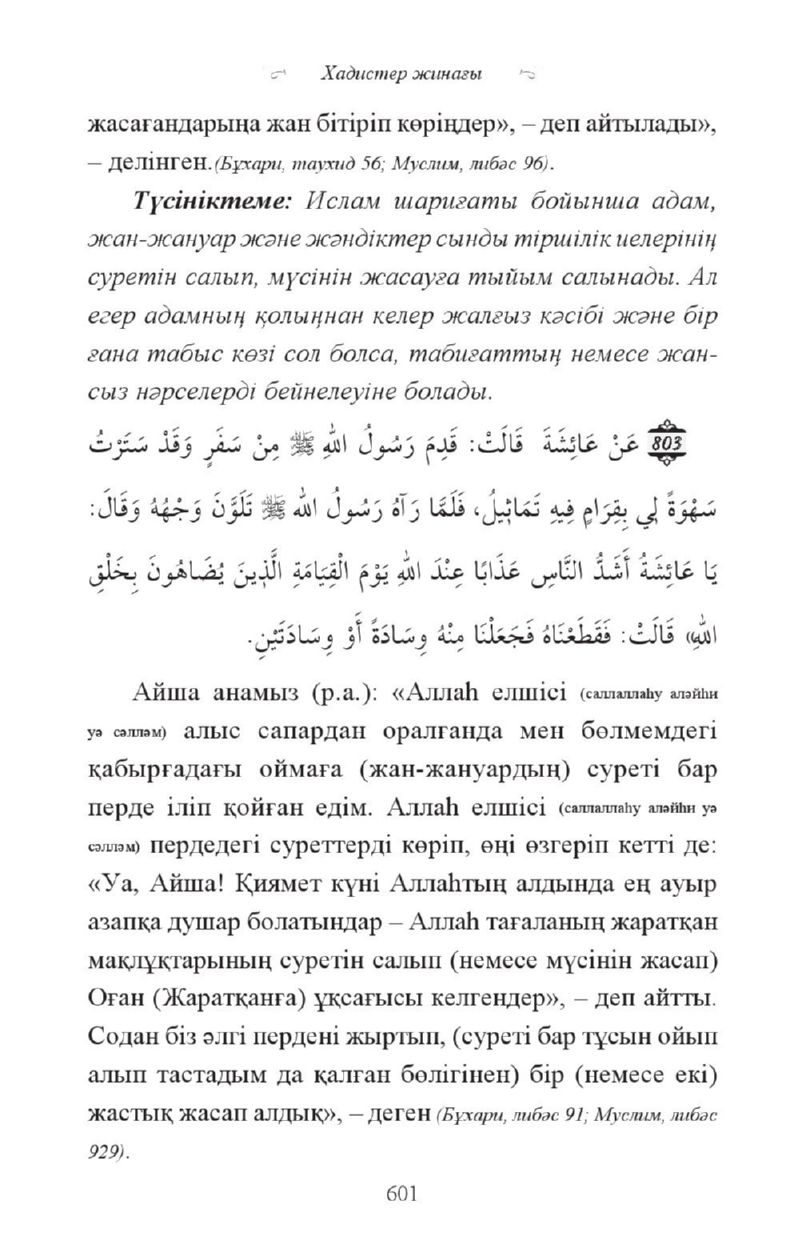 Хадистер жинағы
жасағандарыңа жан бітіріп көріңдер», – деп айтылады»,
– делінген. (Бұхари, таухид 56; Муслим, либәс 96).
Түсініктеме: Ислам шариғаты бойынша адам,
жан-жануар және жәндіктер сынды тіршілік иелерінің
суретін салып, мүсінін жасауға тыйым салынады. Ал
егер адамның қолыңнан келер жалғыз кәсібі және бір
ғана табыс көзі сол болса, табиғаттың немесе жан-
сыз нәрселерді бейнелеуіне болады.
803 عَنْ عَائِشَةَ قَالَتْ: قَدِمَ رَسُولُ اللهِ ﷺ مِنْ سَفَرٍ وَقَدْ سَتَرْتُ
سَهْوَةً لِي بِقِرَامٍ فِيهِ تَمَاثِيلُ، فَلَمَّا رَآهُ رَسُولُ الله ﷺ تَلَوَّنَ وَجْهُهُ وَقَالَ:
يَا عَائِشَةُ أَشَدُّ النَّاسِ عَذَابًا عِنْدَ اللهِ يَوْمَ الْقِيَامَةِ الَّذِينَ يُضَاهُونَ بِخَلْقِ
اللهِ» قَالَتْ: فَقَطَعْنَاهُ فَجَعَلْنَا مِنْهُ وِسَادَةً أَوْ وِسَادَتَيْنِ.
Айша анамыз (р.а.): «Аллаһ елшісі (саллаллаһу аләйһи
уә сәлләм) алыс сапардан оралғанда мен бөлмемдегі
қабырғадағы оймаға (жан-жануардың) суреті бар
перде іліп қойған едім. Аллаһ елшісі (саллаллаһу аләйһи уә
сәлләм) пердедегі суреттерді көріп, өңі өзгеріп кетті де:
«Уа, Айша! Қиямет күні Аллаһтың алдында ең ауыр
азапқа душар болатындар – Аллаһ тағаланың жаратқан
мақлұқтарының суретін салып (немесе мүсінін жасап)
Оған (Жаратқанға) ұқсағысы келгендер», – деп айтты.
Содан біз әлгі пердені жыртып, (суреті бар тұсын ойып
алып тастадым да қалған бөлігінен) бір (немесе екі)
жастық жасап алдық», – деген (Бұхари, либәс 91; Муслим, либәс
929).
601